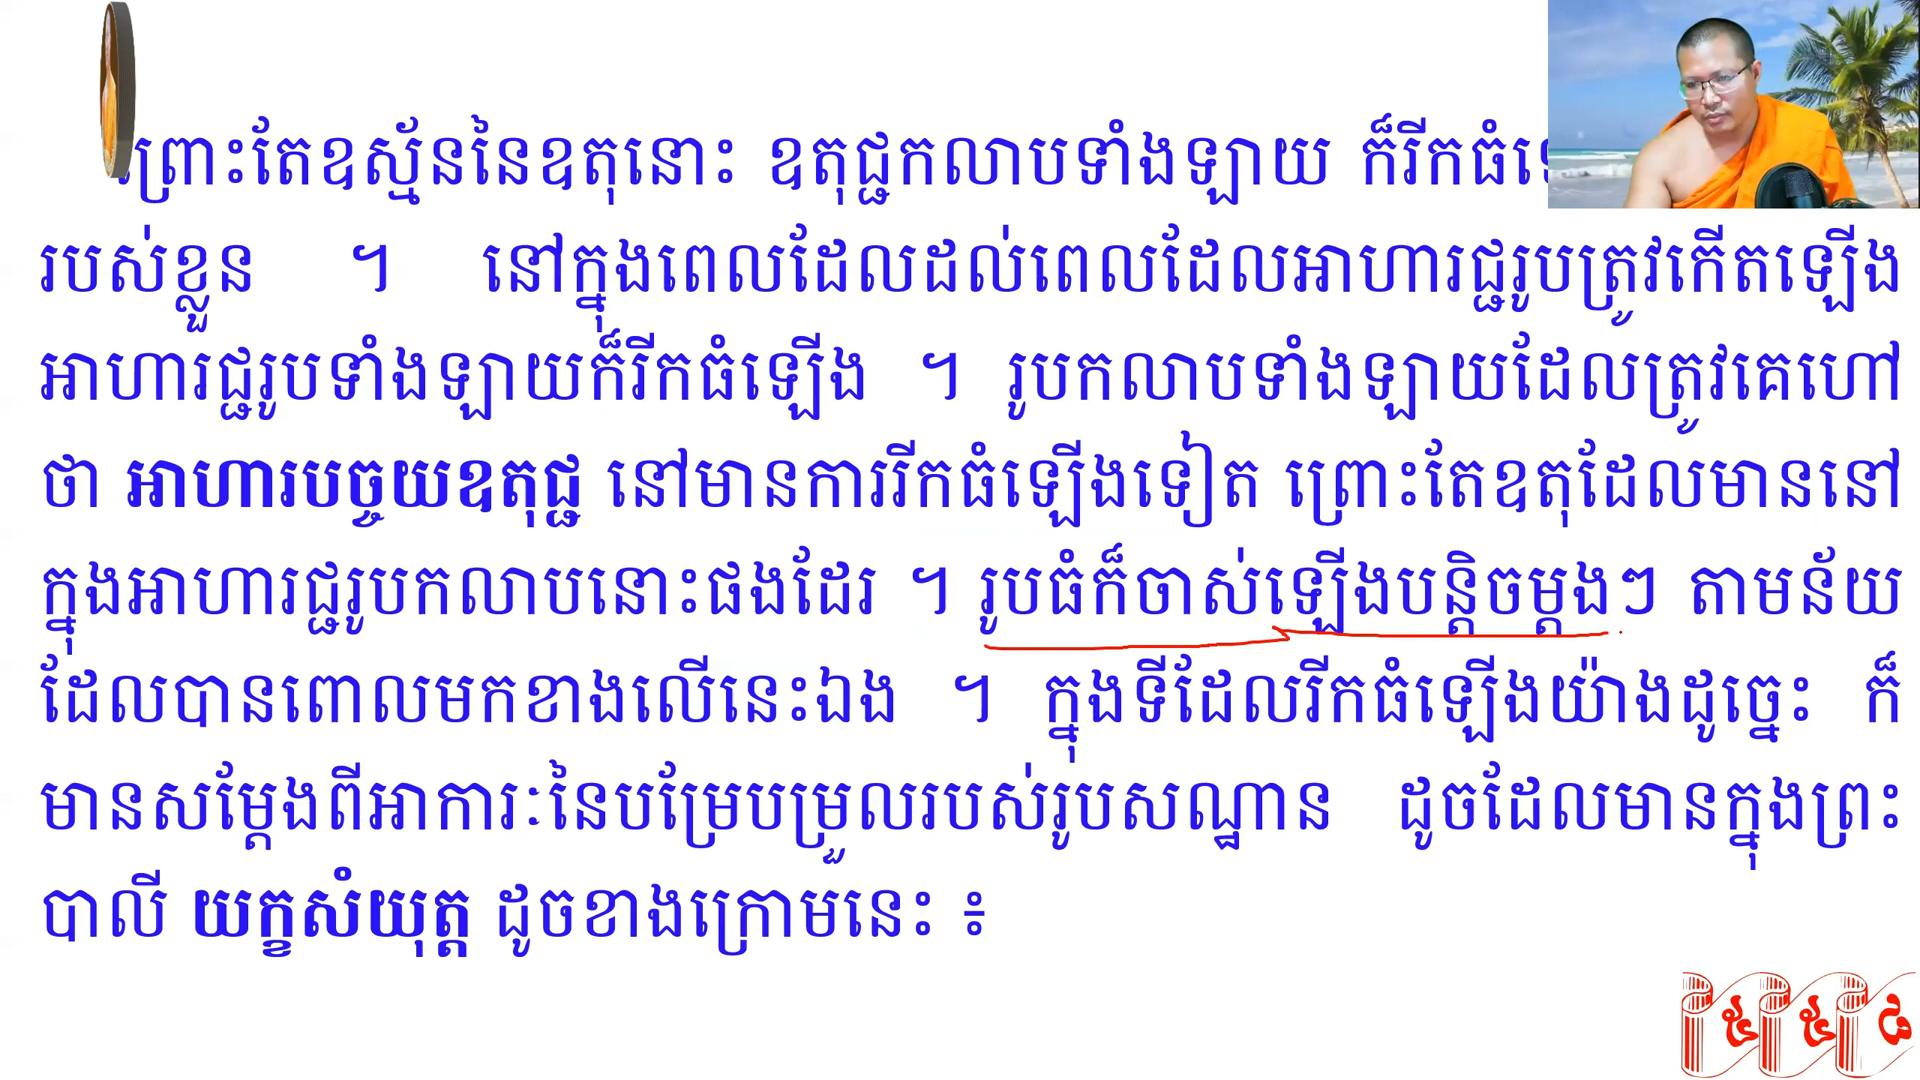 ព្រោះតែឧស្ម័ននៃឧតុនោះ ឧតុជ្ជកលាបទាំងឡាយ ក៏រីកធំ
របស់ខ្លួន ។ នៅក្នុងពេលដែលដល់ពេលដែលអាហារជ្ជរូបត្រូវកើតឡើង
អាហារជ្ជរូបទាំងឡាយក៏រីកធំឡើង ។ រូបកលាបទាំងឡាយដែលត្រូវគេហៅ
ថា អាហារបច្ចយឧតុជ្ជ នៅមានការរីកធំឡើងទៀត ព្រោះតែឧតុដែលមាននៅ
ក្នុងអាហារជ្ជរូបកលាបនោះផងដែរ ។ រូបធំក៏ចាស់ឡើងបន្តិចម្ដងៗ តាមន័យ
ដែលបានពោលមកខាងលើនេះឯង ។ ក្នុងទីដែលរីកធំឡើងយ៉ាងដូច្នេះ ក៏
មានសម្ដែងពីអាការៈនៃបម្រែបម្រួលរបស់រូបសណ្ឋាន ដូចដែលមានក្នុងព្រះ
បាលី យក្ខសំយុត្ត ដូចខាងក្រោមនេះ ៖